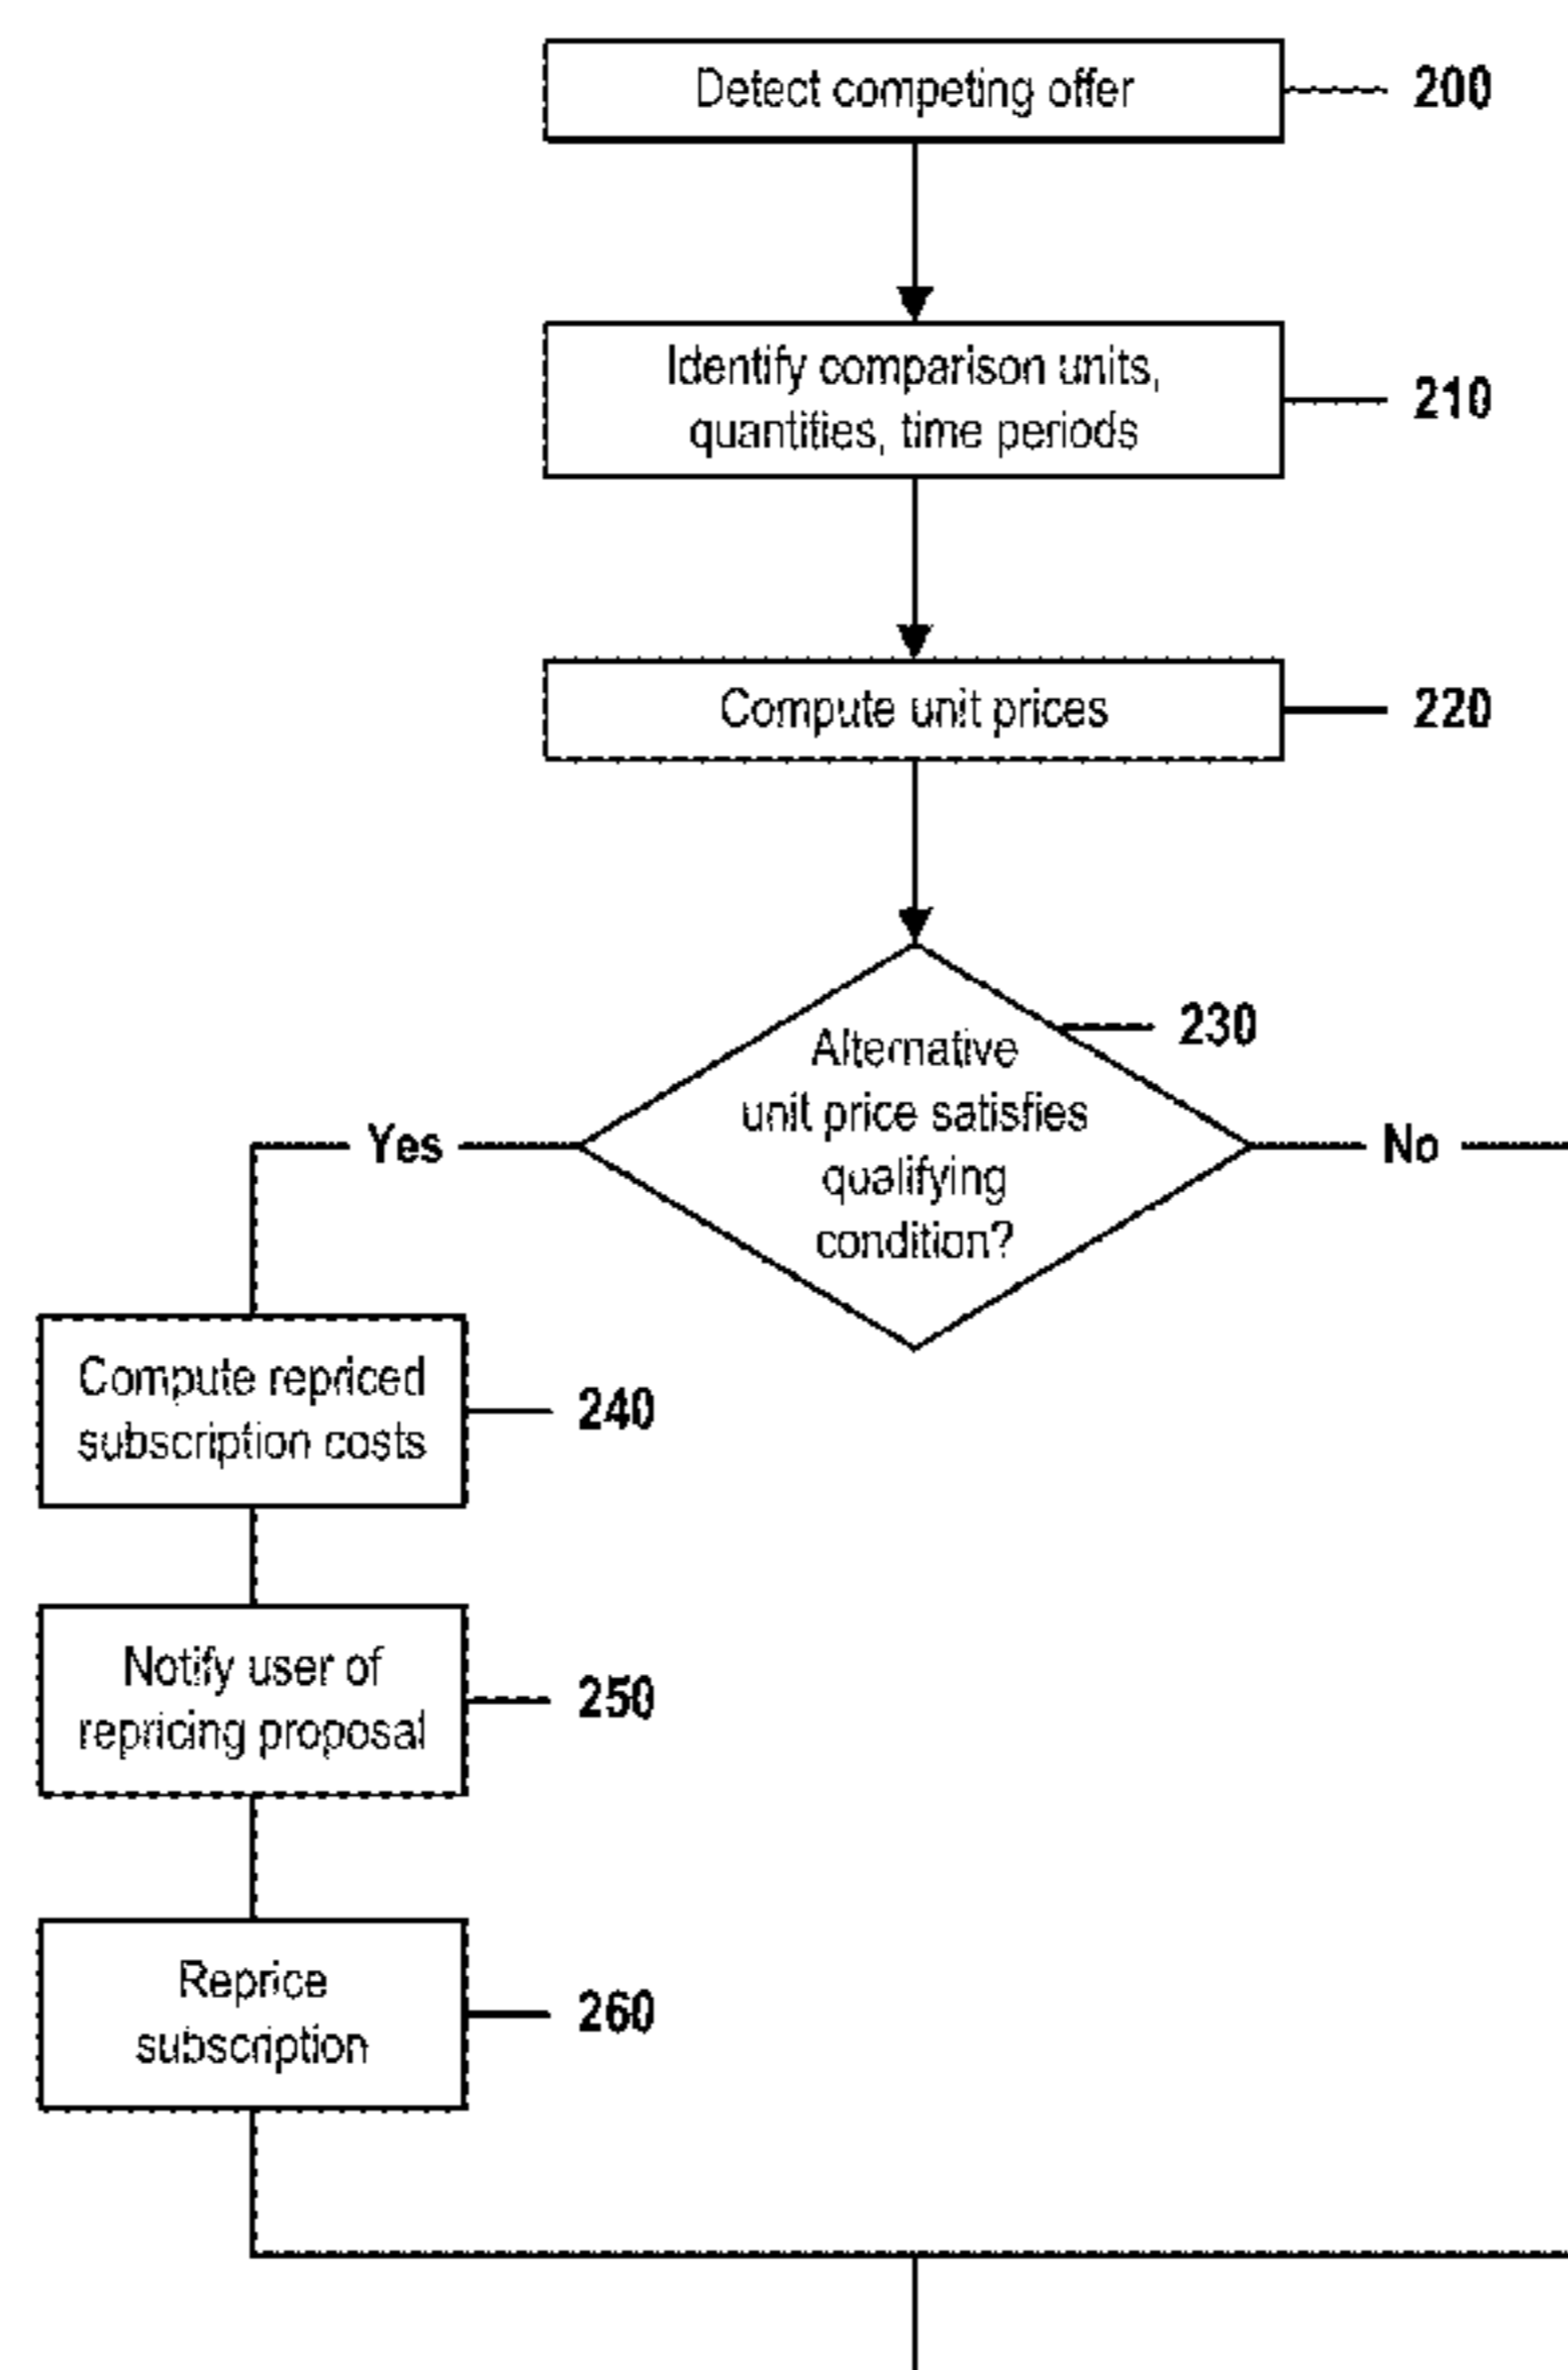 Detect competing offer
200
Identify comparison units,
quantities, time periods
210
Compute unit prices
220
230
Alternative
unit price satisfies
qualifying
condition?
Yes
No
Compute repriced
subscription costs
240
Notify user of
repricing proposal
250
Reprice
subscription
260